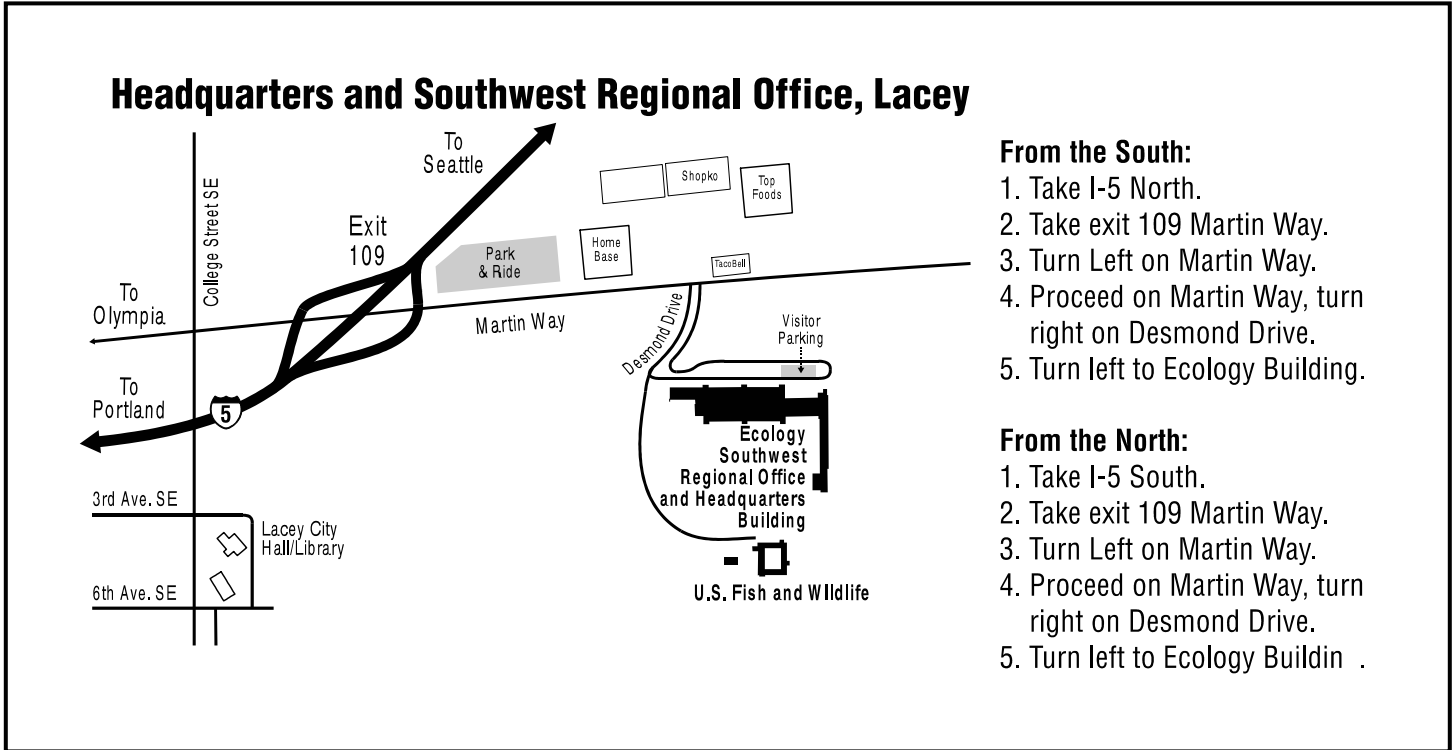 Headquarters and Southwest Regional Office, Lacey
To
Seattle
College Street SE
Exit
109
Shopko
Top
Foods
Park
& Ride
Home
Base
TacoBell
To
Olympia
Martin Way
Desmond Drive
Visitor
Parking
To
Portland
5
Ecology
Southwest
Regional Office
and Headquarters
Building
3rd Ave. SE
Lacey City
Hall/Library
6th Ave. SE
U.S. Fish and WIldlife
From the South:
1. Take I-5 North.
2. Take exit 109 Martin Way.
3. Turn Left on Martin Way.
4. Proceed on Martin Way, turn
right on Desmond Drive.
5. Turn left to Ecology Building.
From the North:
1. Take I-5 South.
2. Take exit 109 Martin Way.
3. Turn Left on Martin Way.
4. Proceed on Martin Way, turn
right on Desmond Drive.
5. Turn left to Ecology Buildin .